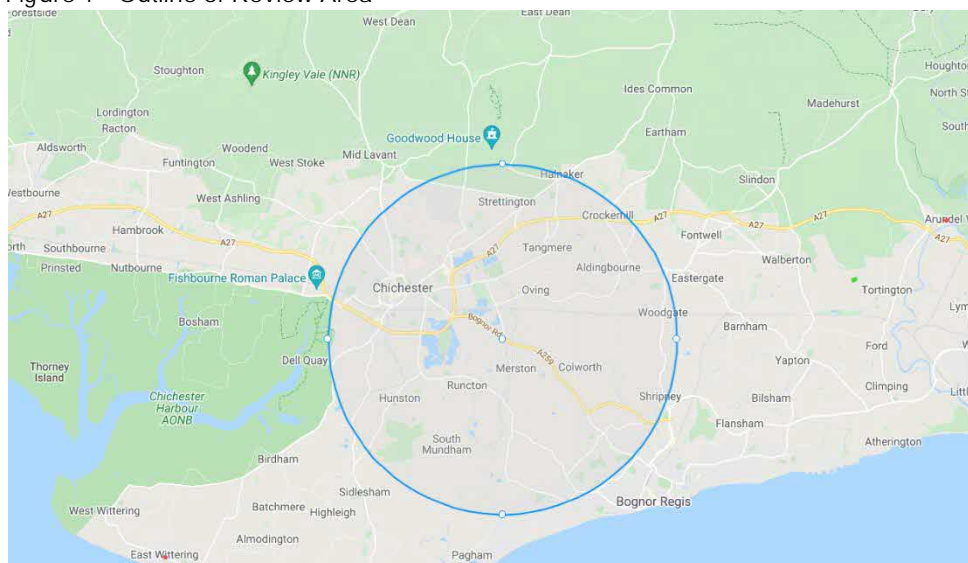 Figure 1 - Outline of Review Area
West Dean
East Dean
Stoughton
Kingley Vale (NNR)
Houghton
Ides Common
North St
Madehurst
Lordington
Racton
Goodwood House
Eartham
South
Aldsworth
Woodend
Mid Lavant
Funtington
West Stoke
Halnaker
Slindon
Westbourne
West Ashling
Strettington
Crockerhill
A27
A27
Arundel
A27
Hambrook
A27
Tangmere
Fontwell
A27
Southbourne
Walberton
Prinsted
Nutbourne
Fishbourne Roman Palace
Aldingbourne
Eastergate
Chichester
Oving
Tortington
Bosham
Bognor Rd
Woodgate
Barnham
Lym
Ford
Dell Quay
A259
Yapton
Thorney
Island
Merston
Colworth
Runcton
Climping
Chichester
Harbour
AONB
Hunston
Shripney
Bilsham
Flansham
South
Mundham
Atherington
Birdham
Sidlesham
Bognor Regis
West Wittering
Batchmere
Highleigh
Almodington
East Wittering
Pagham